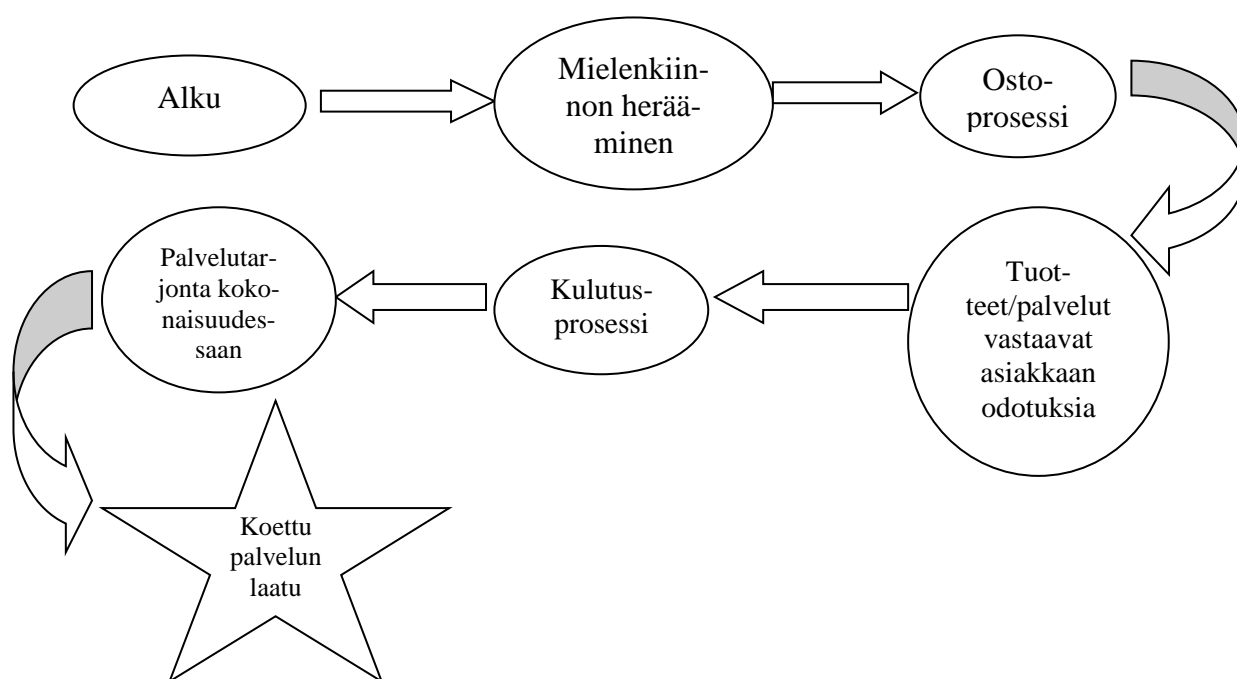 Alku
Mielenkiin-
non herää-
minen
Osto-
prosessi
Tuot-
teet/palvelut
vastaavat
asiakkaan
odotuksia
Kulutus-
prosessi
Palvelutar-
jonta koko-
naisuudes-
saan
Koettu
palvelun
laatu